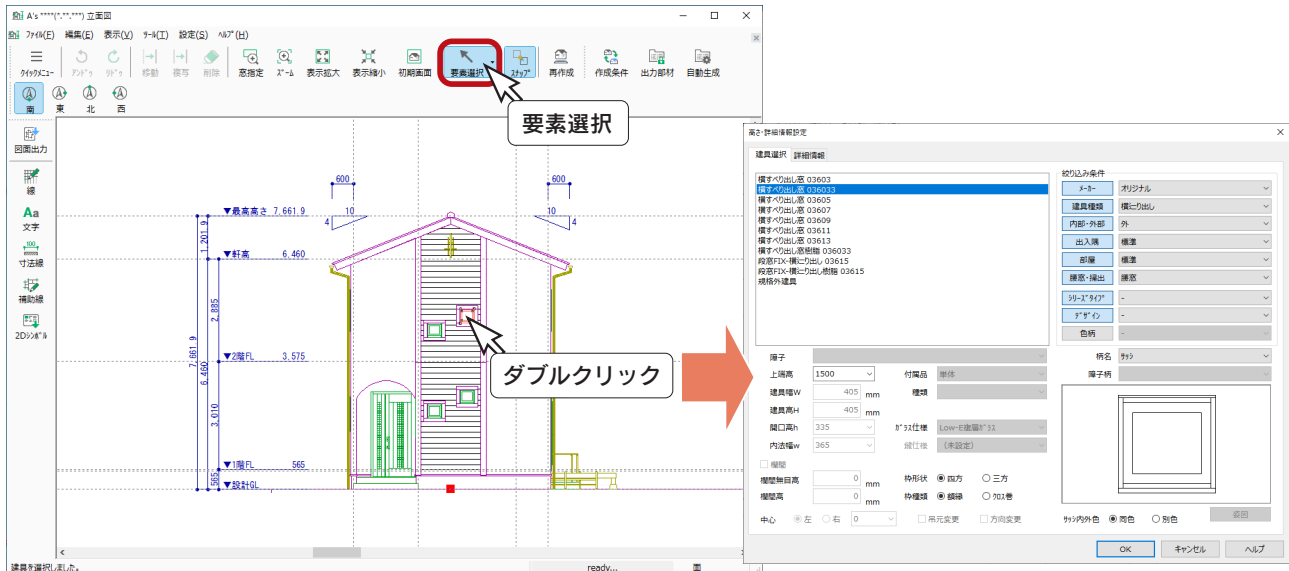 A's ****(*.**.***) 立面図
ﾌｧｲﾙ(F) 編集(E) 表示(V) ﾂｰﾙ(T) 設定(S) ﾍﾙﾌﾟ(H)
ｸｲｯｸﾒﾆｭｰ ｱﾝﾄﾞｩ ﾘﾄﾞｩ 移動 複写 削除 窓指定 ｽﾞｰﾑ 表示拡大 表示縮小 初期画面 要素選択 ｽﾅｯﾌﾟ 再作成 作成条件 出力部材 自動生成
南 東 北 西
要素選択
図面出力
線
Aa
文字
100
寸法線
補助線
2Dｼﾝﾎﾞﾙ
600 600
▼最高高さ 7,661.9
10 10
4 4
1,201.9
▼軒高 6,460
2,885
▼2階FL 3,575
7,661.9
6,460
3,010
▼1階FL 565
565
▼設計GL
ダブルクリック
建具を選択しました。 ready... 面
高さ・詳細情報設定
建具選択 詳細情報
横すべり出し窓 03603
横すべり出し窓 036033
横すべり出し窓 03605
横すべり出し窓 03607
横すべり出し窓 03609
横すべり出し窓 03611
横すべり出し窓 03613
横すべり出し窓樹脂 036033
段窓FIX-横辷り出し 03615
段窓FIX-横辷り出し樹脂 03615
規格外建具
絞り込み条件
ﾒｰｶｰ オリジナル
建具種類 横辷り出し
内部・外部 外
出入隅 標準
部屋 標準
腰窓・掃出 腰窓
ｼﾘｰｽﾞﾀｲﾌﾟ -
ﾃﾞｻﾞｲﾝ -
色柄 -
障子 柄名 ｻｯｼ
上端高 1500 付属品 単体 障子柄
建具幅W 405 mm 種類
建具高H 405 mm
開口高h 335 ｶﾞﾗｽ仕様 Low-E複層ｶﾞﾗｽ
内法幅w 365 鍵仕様 (未設定)
欄間
欄間無目高 0 mm 枠形状 四方 三方
欄間高 0 mm 枠種類 額縁 ｸﾛｽ巻
中心 左 右 0 吊元変更 方向変更 ｻｯｼ内外色 同色 別色 姿図
OK キャンセル ヘルプ